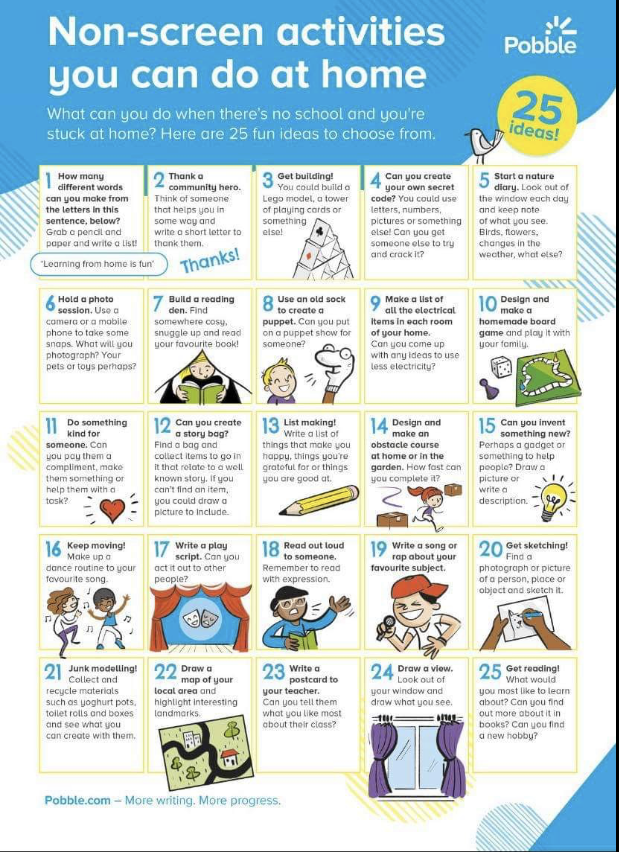 Non-screen activities
you can do at home
Pobble
What can you do when there's no school and you're
stuck at home? Here are 25 fun ideas to choose from.
25
ideas!
1 How many
different words
can you make from
the letters in this
sentence, below?
Grab a pencil and
paper and write a list!
'Learning from home is fun'
2 Thank a
community hero.
Think of someone
that helps you in
some way and
write a short letter to
thank them.
Thanks!
3 Get building!
You could build a
Lego model, a tower
of playing cards or
something
else!
4 Can you create
your own secret
code? You could use
letters, numbers,
pictures or something
else! Can you get
someone else to try
and crack it?
5 Start a nature
diary. Look out of
the window each day
and keep note
of what you see.
Birds, flowers,
changes in the
weather, what else?
6 Hold a photo
session. Use a
camera or a mobile
phone to take some
snaps. What will you
photograph? Your
pets or toys perhaps?
7 Build a reading
den. Find
somewhere cosy,
snuggle up and read
your favourite book!
8 Use an old sock
to create a
puppet. Can you put
on a puppet show for
someone?
9 Make a list of
all the electrical
items in each room
of your home.
Can you come up
with any ideas to use
less electricity?
10 Design and
make a
homemade board
game and play it with
your family.
11 Do something
kind for
someone. Can
you pay them a
compliment, make
them something or
help them with a
task?
12 Can you create
a story bag?
Find a bag and
collect items to go in
it that relate to a well
known story. If you
can't find an item,
you could draw a
picture to include.
13 List making!
Write a list of
things that make you
happy, things you're
grateful for or things
you are good at.
14 Design and
make an
obstacle course
at home or in the
garden. How fast can
you complete it?
15 Can you invent
something new?
Perhaps a gadget or
something to help
people? Draw a
picture or
write a
description.
16 Keep moving!
Make up a
dance routine to your
favourite song.
17 Write a play
script. Can you
act it out to other
people?
18 Read out loud
to someone.
Remember to read
with expression.
19 Write a song or
rap about your
favourite subject.
20 Get sketching!
Find a
photograph or picture
of a person, place or
object and sketch it.
21 Junk modelling!
Collect and
recycle materials
such as yoghurt pots,
toilet rolls and boxes
and see what you
can create with them.
22 Draw a
map of your
local area and
highlight interesting
landmarks.
23 Write a
postcard to
your teacher.
Can you tell them
what you like most
about their class?
24 Draw a view.
Look out of
your window and
draw what you see.
25 Get reading!
What would
you most like to learn
about? Can you find
out more about it in
books? Can you find
a new hobby?
Pobble.com – More writing. More progress.